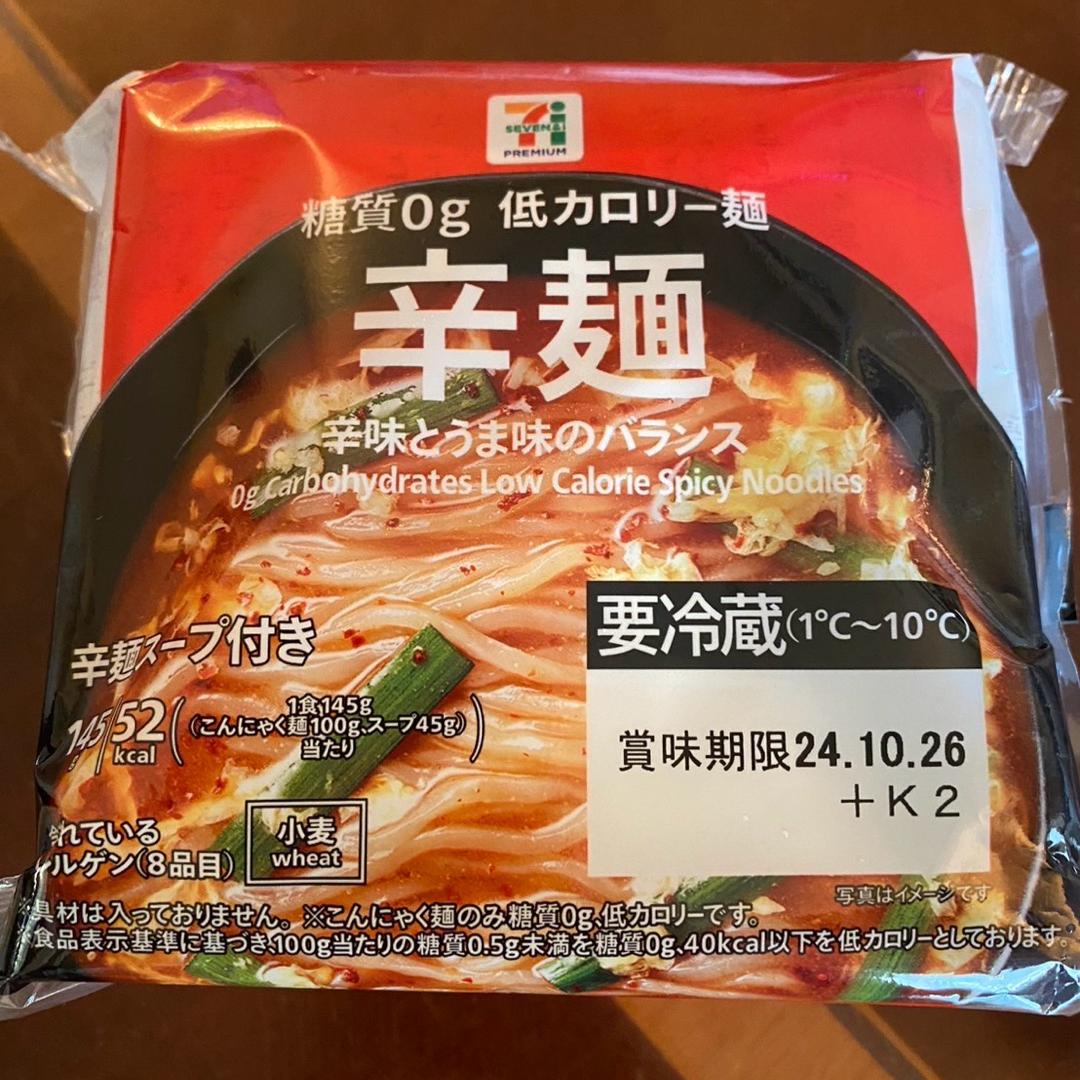 SEVEN&i
PREMIUM
糖質0g 低カロリー麺
辛麺
辛味とうま味のバランス
0g Carbohydrates Low Calorie Spicy Noodles
要冷蔵(1℃～10℃)
辛麺スープ付き
145g/52kcal(1食145g
(こんにゃく麺100g、スープ45g)
当たり)
賞味期限24.10.26
+K2
れている
ルゲン(8品目)
小麦
wheat
写真はイメージです
具材は入っておりません。※こんにゃく麺のみ糖質0g、低カロリーです。
※食品表示基準に基づき、100g当たりの糖質0.5g未満を糖質0g、40kcal以下を低カロリーとしております。